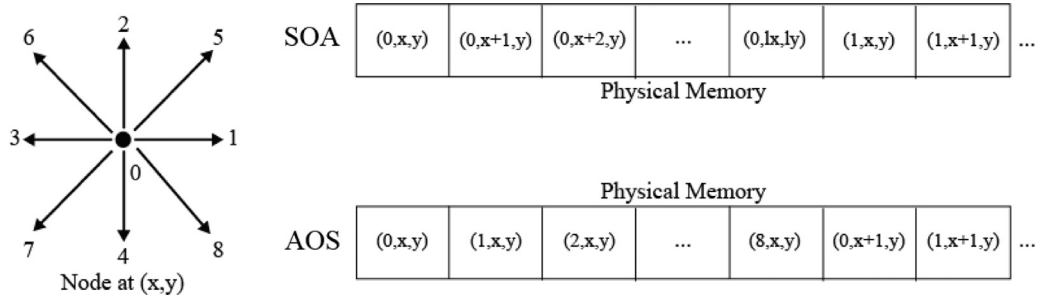 6 2 5
3 1
0
7 4 8
Node at (x,y)
SOA (0,x,y) (0,x+1,y) (0,x+2,y) ... (0,lx,ly) (1,x,y) (1,x+1,y) ...
Physical Memory
Physical Memory
AOS (0,x,y) (1,x,y) (2,x,y) ... (8,x,y) (0,x+1,y) (1,x+1,y) ...